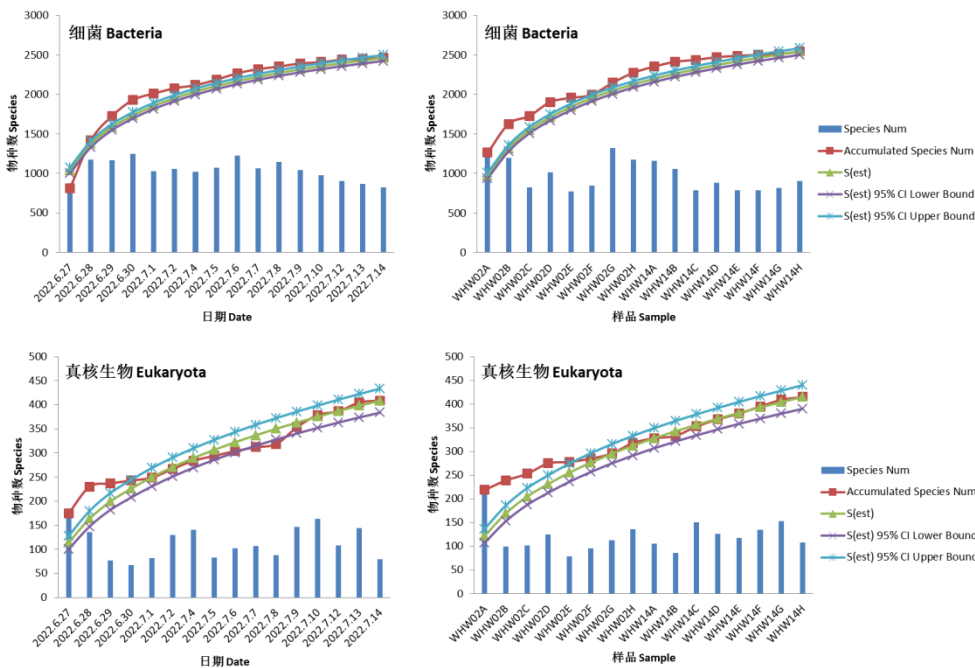 细菌 Bacteria
物种数 Species
3000
2500
2000
1500
1000
500
0
2022.6.27
2022.6.28
2022.6.29
2022.6.30
2022.7.1
2022.7.2
2022.7.4
2022.7.5
2022.7.6
2022.7.7
2022.7.8
2022.7.9
2022.7.10
2022.7.12
2022.7.13
2022.7.14
日期 Date
细菌 Bacteria
物种数 Species
3000
2500
2000
1500
1000
500
0
WHW02A
WHW02B
WHW02C
WHW02D
WHW02E
WHW02F
WHW02G
WHW02H
WHW14A
WHW14B
WHW14C
WHW14D
WHW14E
WHW14F
WHW14G
WHW14H
样品 Sample
Species Num
Accumulated Species Num
S(est)
S(est) 95% CI Lower Bound
S(est) 95% CI Upper Bound
真核生物 Eukaryota
物种数 Species
500
450
400
350
300
250
200
150
100
50
0
2022.6.27
2022.6.28
2022.6.29
2022.6.30
2022.7.1
2022.7.2
2022.7.4
2022.7.5
2022.7.6
2022.7.7
2022.7.8
2022.7.9
2022.7.10
2022.7.12
2022.7.13
2022.7.14
日期 Date
真核生物 Eukaryota
物种数 Species
500
450
400
350
300
250
200
150
100
50
0
WHW02A
WHW02B
WHW02C
WHW02D
WHW02E
WHW02F
WHW02G
WHW02H
WHW14A
WHW14B
WHW14C
WHW14D
WHW14E
WHW14F
WHW14G
WHW14H
样品 Sample
Species Num
Accumulated Species Num
S(est)
S(est) 95% CI Lower Bound
S(est) 95% CI Upper Bound